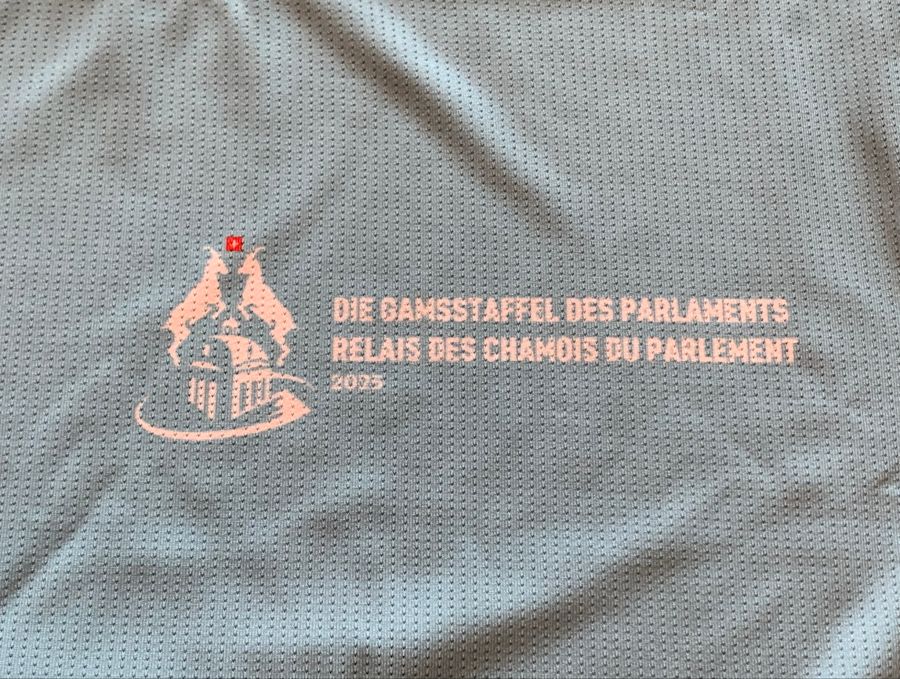 DIE GAMSSTAFFEL DES PARLAMENTS
RELAIS DES CHAMOIS DU PARLEMENT
2025